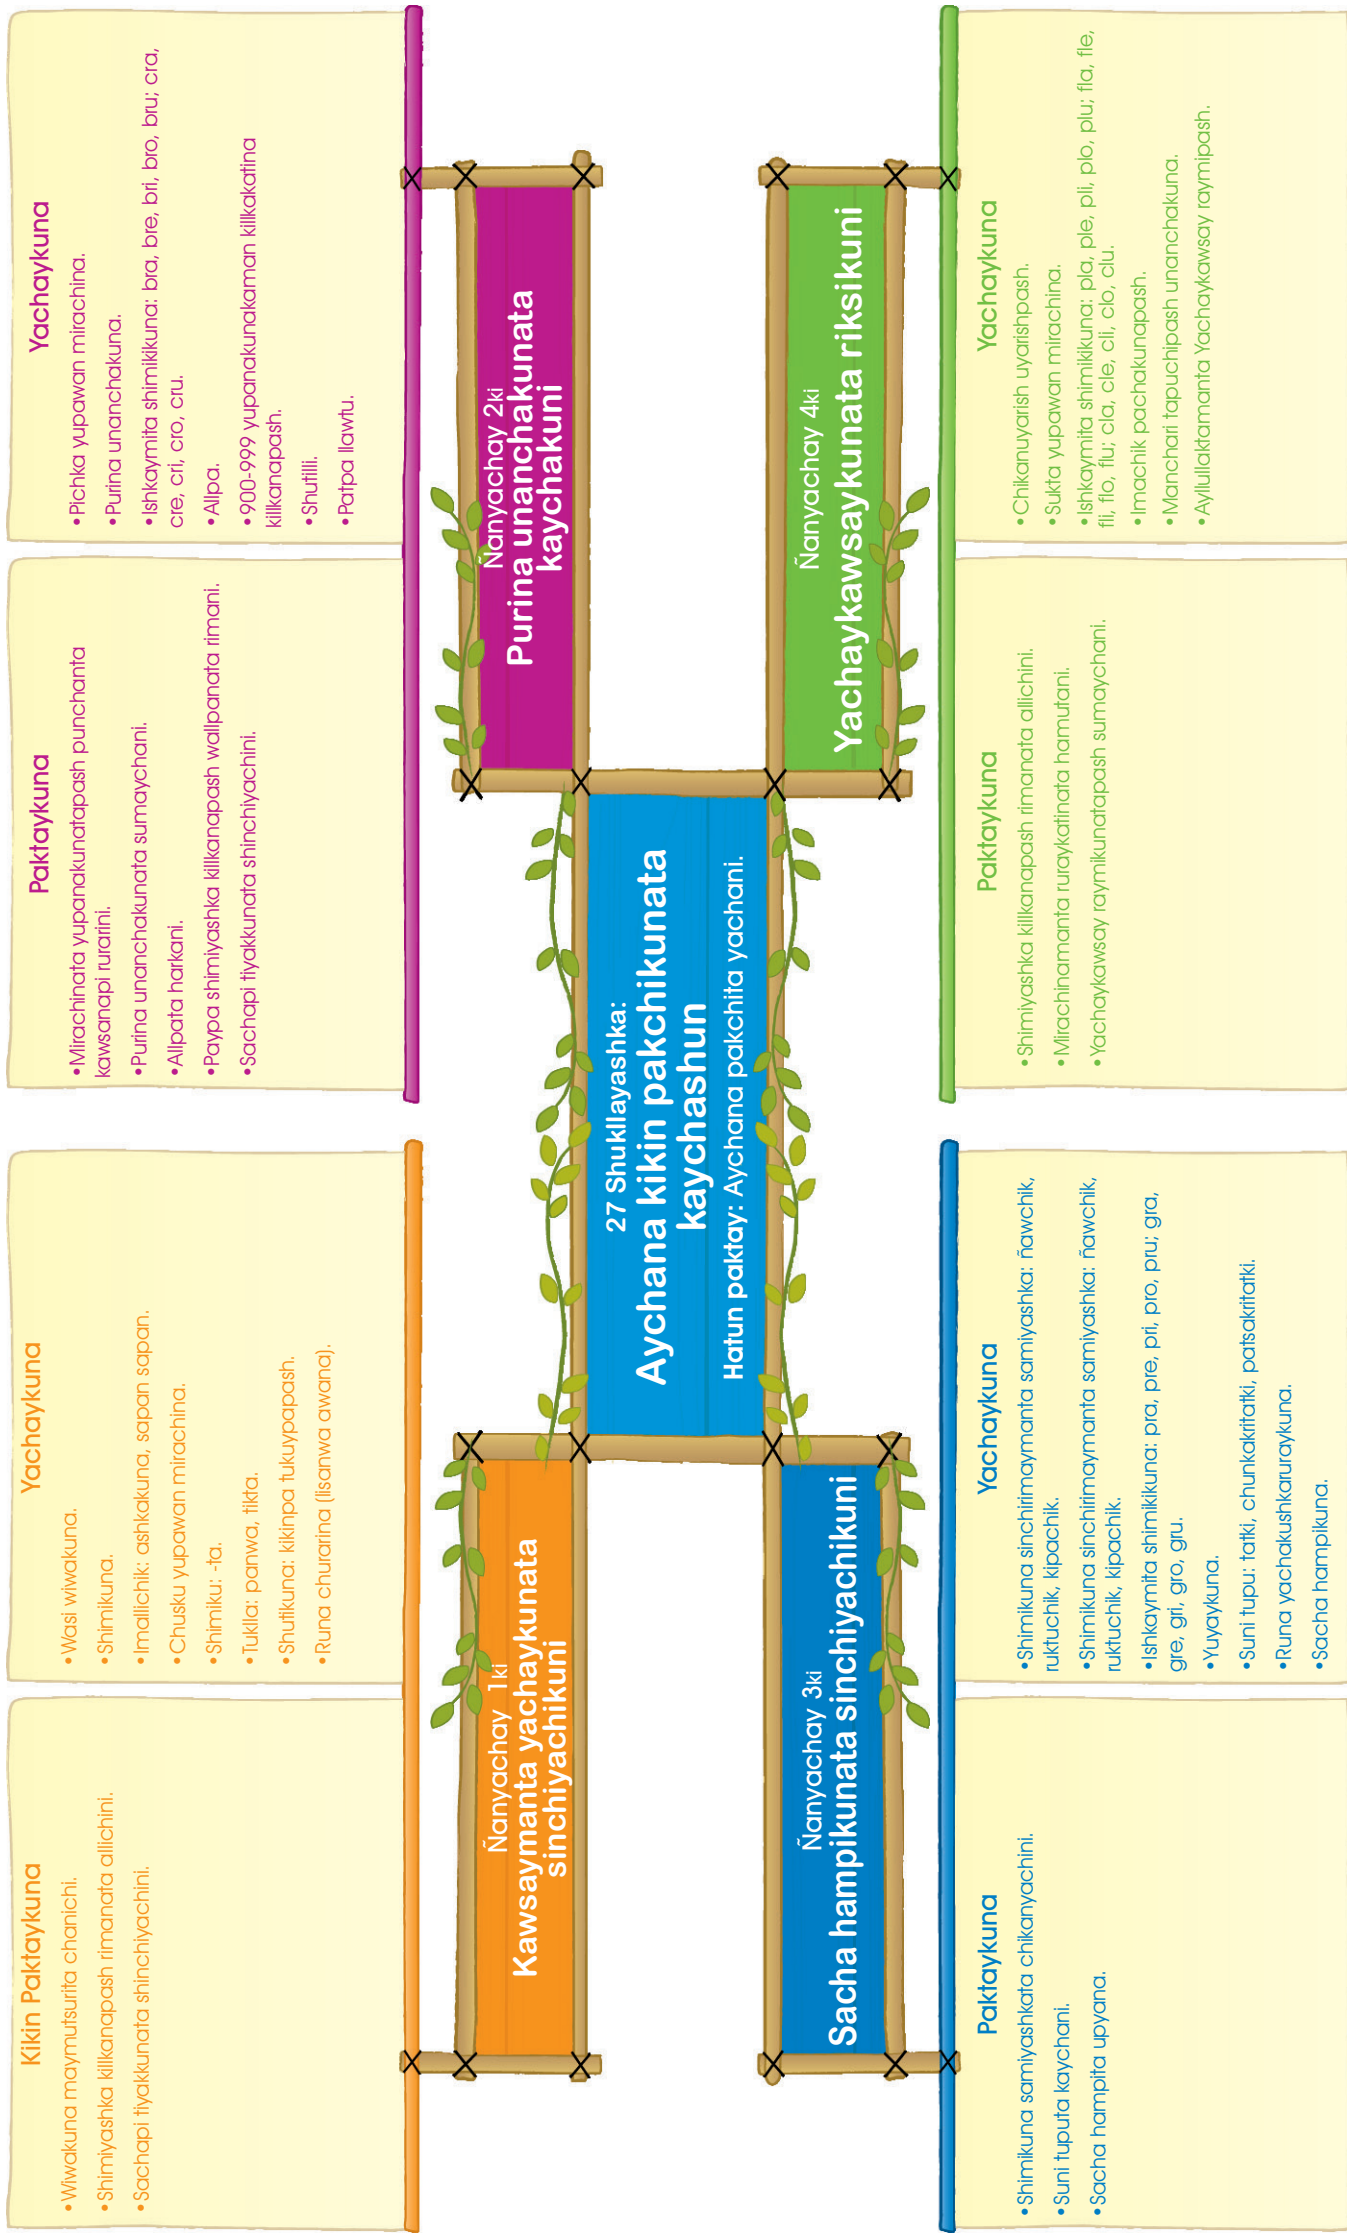 Kikin Paktaykuna
•Wiwakuna maymutsurita chanichi.
•Shimiyashka killkanapash rimanata allichini.
•Sachapi tiyakkunata shinchiyachini.
Yachaykuna
•Wasi wiwakuna.
•Shimikuna.
•Imallichik: ashkakuna, sapan sapan.
•Chusku yupawan mirachina.
•Shimiku: -ta.
•Tuklla: panwa, tikta.
•Shutikuna: kikinpa tukuypapash.
•Runa churarina (lisanwa awana).
Paktaykuna
•Mirachinata yupanakunatapash punchanta
kawsanapi rurarini.
•Purina unanchakunata sumaychani.
•Allpata harkani.
•Paypa shimiyashka killkanapash wallpanata rimani.
•Sachapi tiyakkunata shinchiyachini.
Yachaykuna
•Pichka yupawan mirachina.
•Purina unanchakuna.
•Ishkaymita shimikikuna: bra, bre, bri, bro, bru; cra,
cre, cri, cro, cru.
•Allpa.
•900-999 yupanakunakaman killkakatina
killkanapash.
•Shutilli.
•Patpa llawtu.
Ñanyachay 1ki
Kawsaymanta yachaykunata
sinchiyachikuni
Ñanyachay 2ki
Purina unanchakunata
kaychakuni
27 Shukllayashka:
Aychana kikin pakchikunata
kaychashun
Hatun paktay: Aychana pakchita yachani.
Ñanyachay 3ki
Sacha hampikunata sinchiyachikuni
Ñanyachay 4ki
Yachaykawsaykunata riksikuni
Paktaykuna
•Shimikuna samiyashkata chikanyachini.
•Suni tuputa kaychani.
•Sacha hampita upyana.
Yachaykuna
•Shimikuna sinchirimaymanta samiyashka: ñawchik,
ruktuchik, kipachik.
•Shimikuna sinchirimaymanta samiyashka: ñawchik,
ruktuchik, kipachik.
•Ishkaymita shimikikuna: pra, pre, pri, pro, pru; gra,
gre, gri, gro, gru.
•Yuyaykuna.
•Suni tupu: tatki, chunkakritatki, patsakritatki.
•Runa yachakushkaruraykuna.
•Sacha hampikuna.
Paktaykuna
•Shimiyashka killkanapash rimanata allichini.
•Mirachinamanta ruraykatinata hamutani.
•Yachaykawsay raymikunatapash sumaychani.
Yachaykuna
•Chikanuyarish uyarishpash.
•Sukta yupawan mirachina.
•Ishkaymita shimikikuna: pla, ple, pli, plo, plu; fla, fle,
fli, flo, flu; cla, cle, cli, clo, clu.
•Imachik pachakunapash.
•Manchari tapuchipash unanchakuna.
•Ayllullaktamanta Yachaykawsay raymipash.